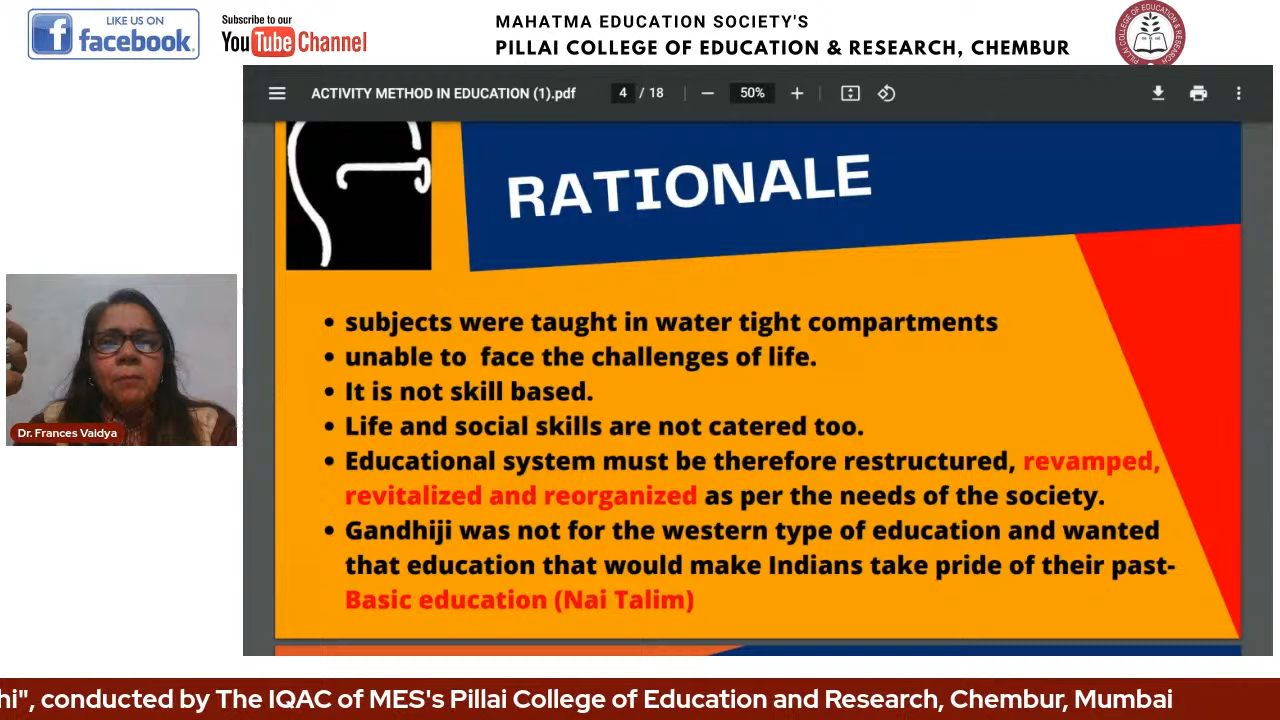 LIKE US ON
facebook.
Subscribe to our
YouTube Channel
MAHATMA EDUCATION SOCIETY'S
PILLAI COLLEGE OF EDUCATION & RESEARCH, CHEMBUR
ACTIVITY METHOD IN EDUCATION (1).pdf 4 / 18 50%
RATIONALE
• subjects were taught in water tight compartments
• unable to face the challenges of life.
• It is not skill based.
• Life and social skills are not catered too.
• Educational system must be therefore restructured, revamped,
revitalized and reorganized as per the needs of the society.
• Gandhiji was not for the western type of education and wanted
that education that would make Indians take pride of their past-
Basic education (Nai Talim)
Dr. Frances Vaidya
hi", conducted by The IQAC of MES's Pillai College of Education and Research, Chembur, Mumbai